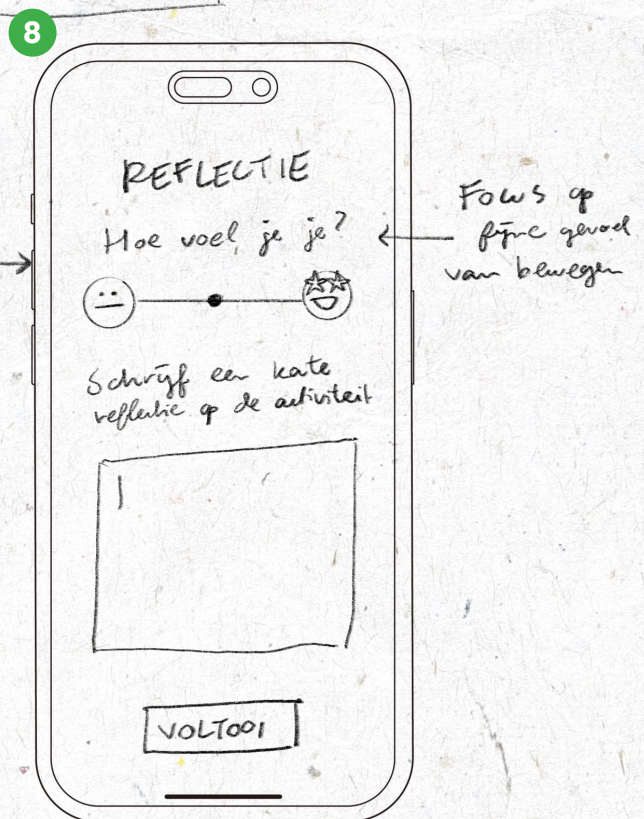 8
REFLECTIE
Hoe voel je je?
Focus op
fijne gevoel
van bewegen
Schrijf een korte
reflectie op de activiteit
VOLTOOI